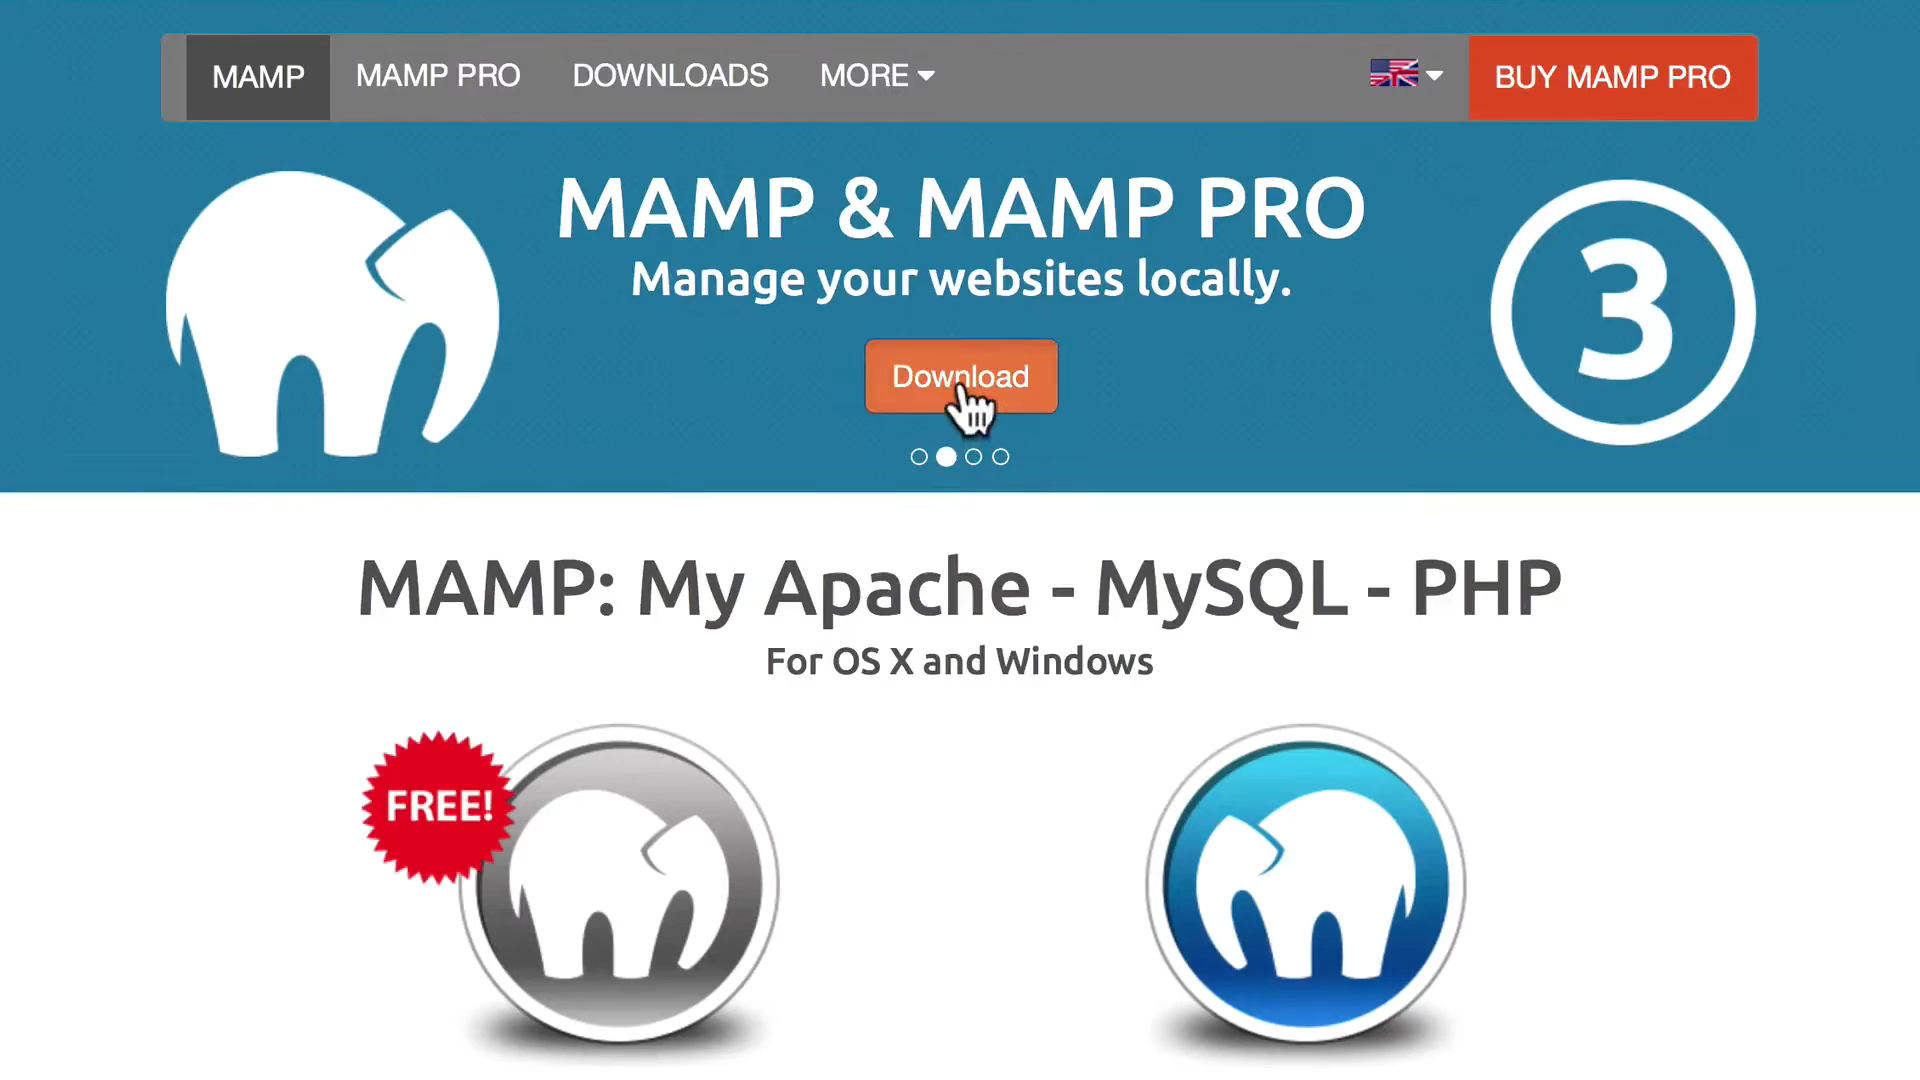 MAMP
MAMP PRO
DOWNLOADS
MORE
BUY MAMP PRO
MAMP & MAMP PRO
Manage your websites locally.
3
Download
MAMP: My Apache - MySQL - PHP
For OS X and Windows
FREE!